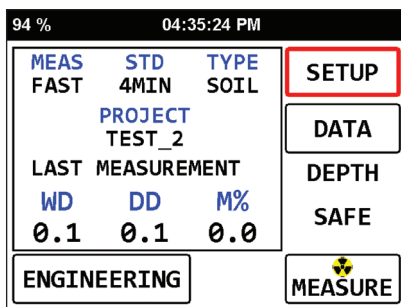 94 % 04:35:24 PM
MEAS STD TYPE
FAST 4MIN SOIL
PROJECT
TEST_2
LAST MEASUREMENT
WD DD M%
0.1 0.1 0.0
SETUP
DATA
DEPTH
SAFE
ENGINEERING
MEASURE